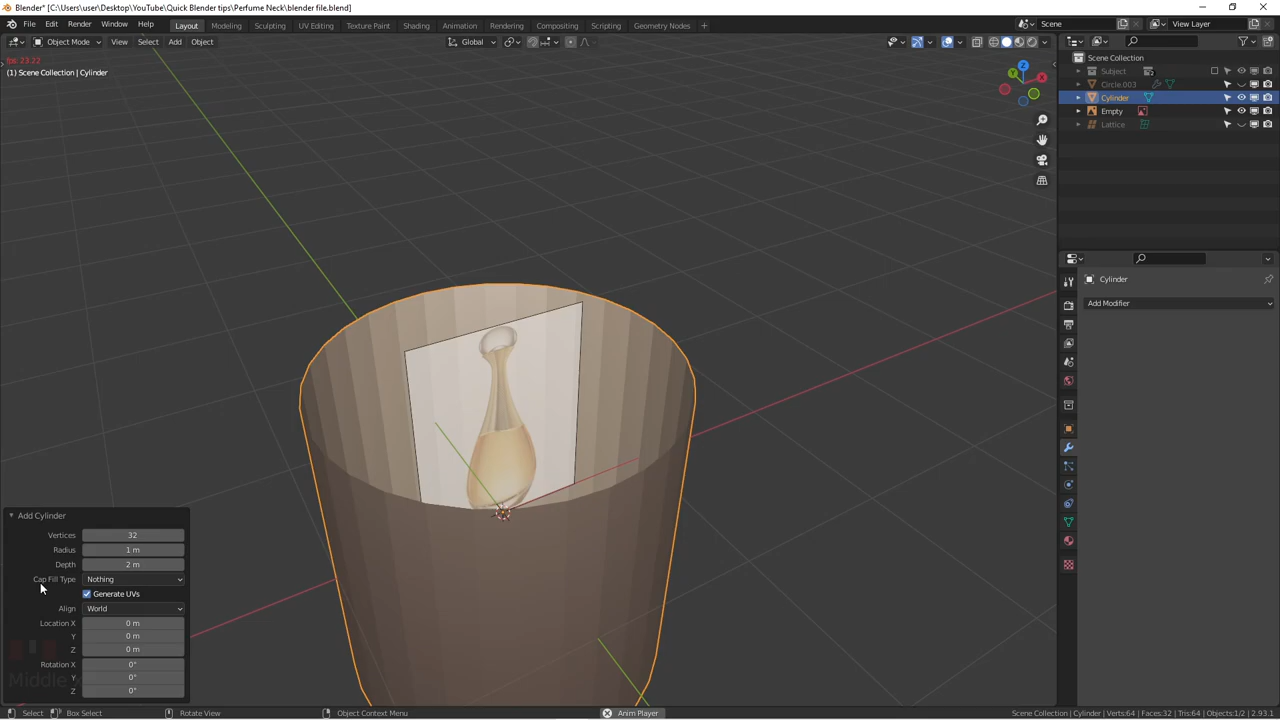 Blender* [C:\Users\user\Desktop\YouTube\Quick Blender tips\Perfume Neck\blender file.blend]
File Edit Render Window Help Layout Modeling Sculpting UV Editing Texture Paint Shading Animation Rendering Compositing Scripting Geometry Nodes + Scene View Layer
Object Mode View Select Add Object Global
fps: 23.22
(1) Scene Collection | Cylinder
Z
X
Y
Scene Collection
Subject
Circle.003
Cylinder
Empty
Lattice
Cylinder
Add Modifier
Add Cylinder
Vertices 32
Radius 1 m
Depth 2 m
Cap Fill Type Nothing
Generate UVs
Align World
Location X 0 m
Y 0 m
Z 0 m
Rotation X 0°
Y 0°
Z 0°
Select Box Select Rotate View Object Context Menu Anim Player Scene Collection | Cylinder | Verts:64 | Faces:32 | Tris:64 | Objects:1/2 | 2.93.1